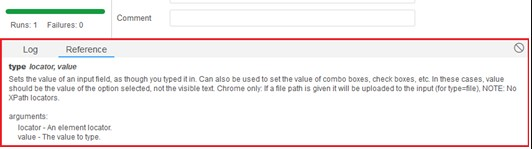 Runs: 1 Failures: 0
Comment
Log Reference
type locator, value
Sets the value of an input field, as though you typed it in. Can also be used to set the value of combo boxes, check boxes, etc. In these cases, value
should be the value of the option selected, not the visible text. Chrome only: If a file path is given it will be uploaded to the input (for type=file), NOTE: No
XPath locators.
arguments:
locator - An element locator.
value - The value to type.